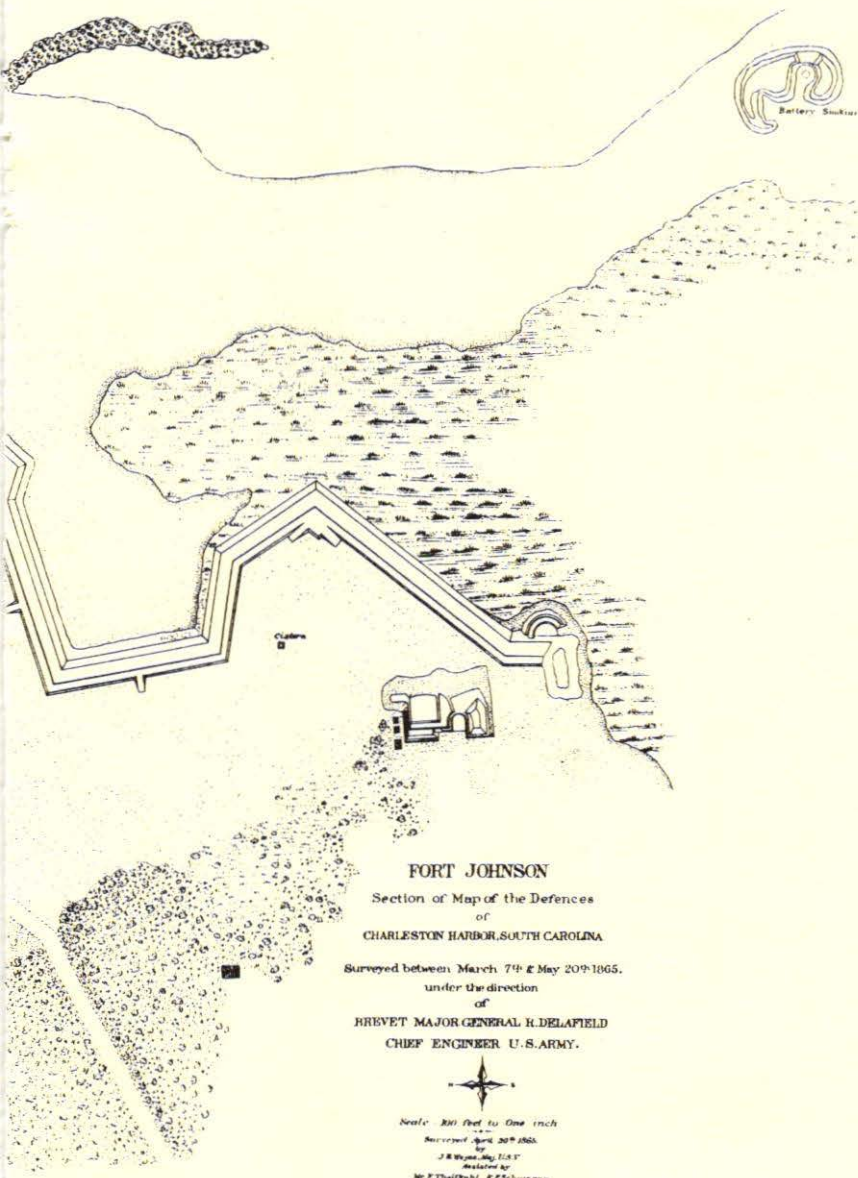 Battery Simkins
Cistern
FORT JOHNSON
Section of Map of the Defences
of
CHARLESTON HARBOR, SOUTH CAROLINA
Surveyed between March 7th & May 20th 1865.
under the direction
of
BREVET MAJOR GENERAL R. DELAFIELD
CHIEF ENGINEER U.S. ARMY.
N S
Scale 100 feet to One inch
Surveyed April 20th 1865.
by
Assisted by